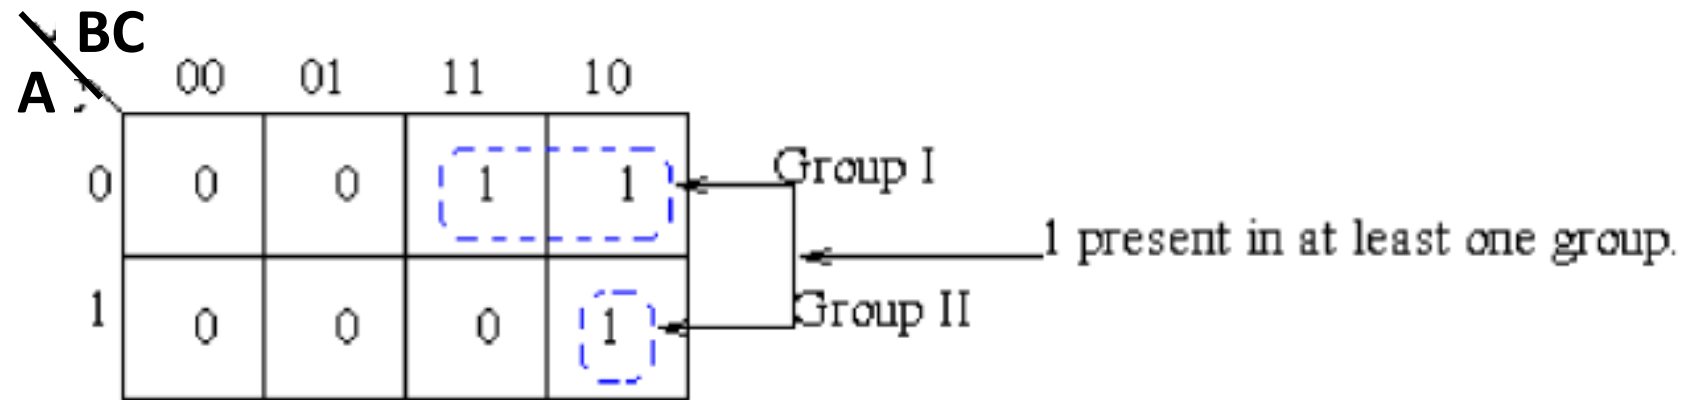 BC
A
00 01 11 10
0 0 0 1 1 Group I
1 present in at least one group.
1 0 0 0 1 Group II